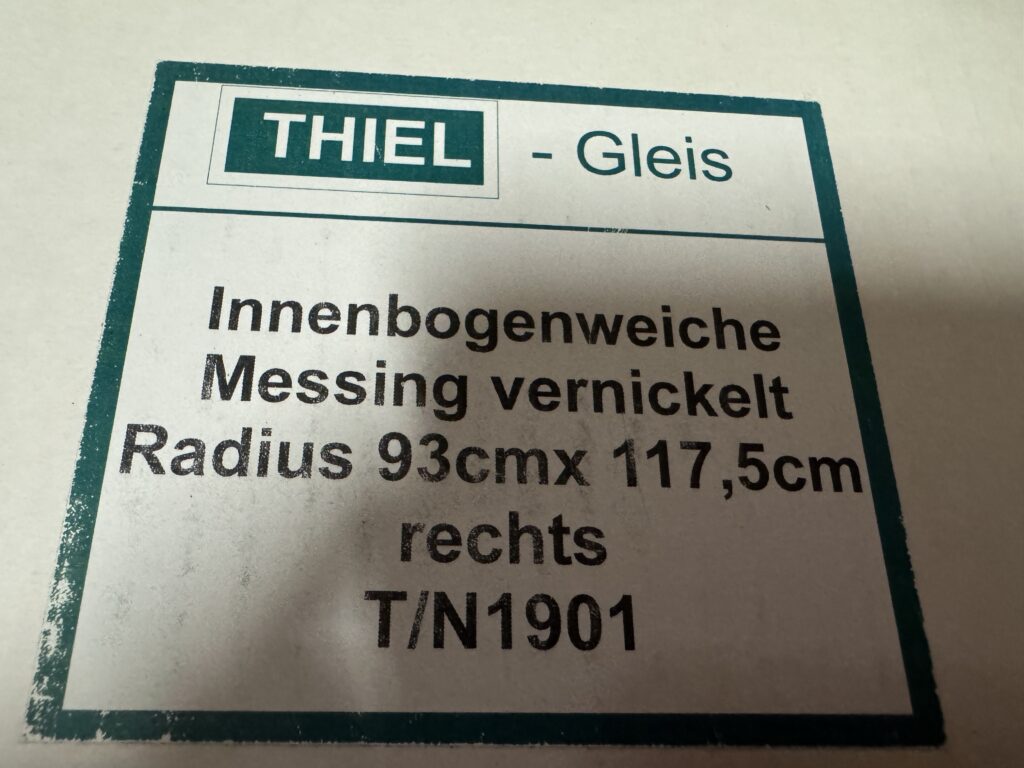 THIEL - Gleis
Innenbogenweiche
Messing vernickelt
Radius 93cmx 117,5cm
rechts
T/N1901